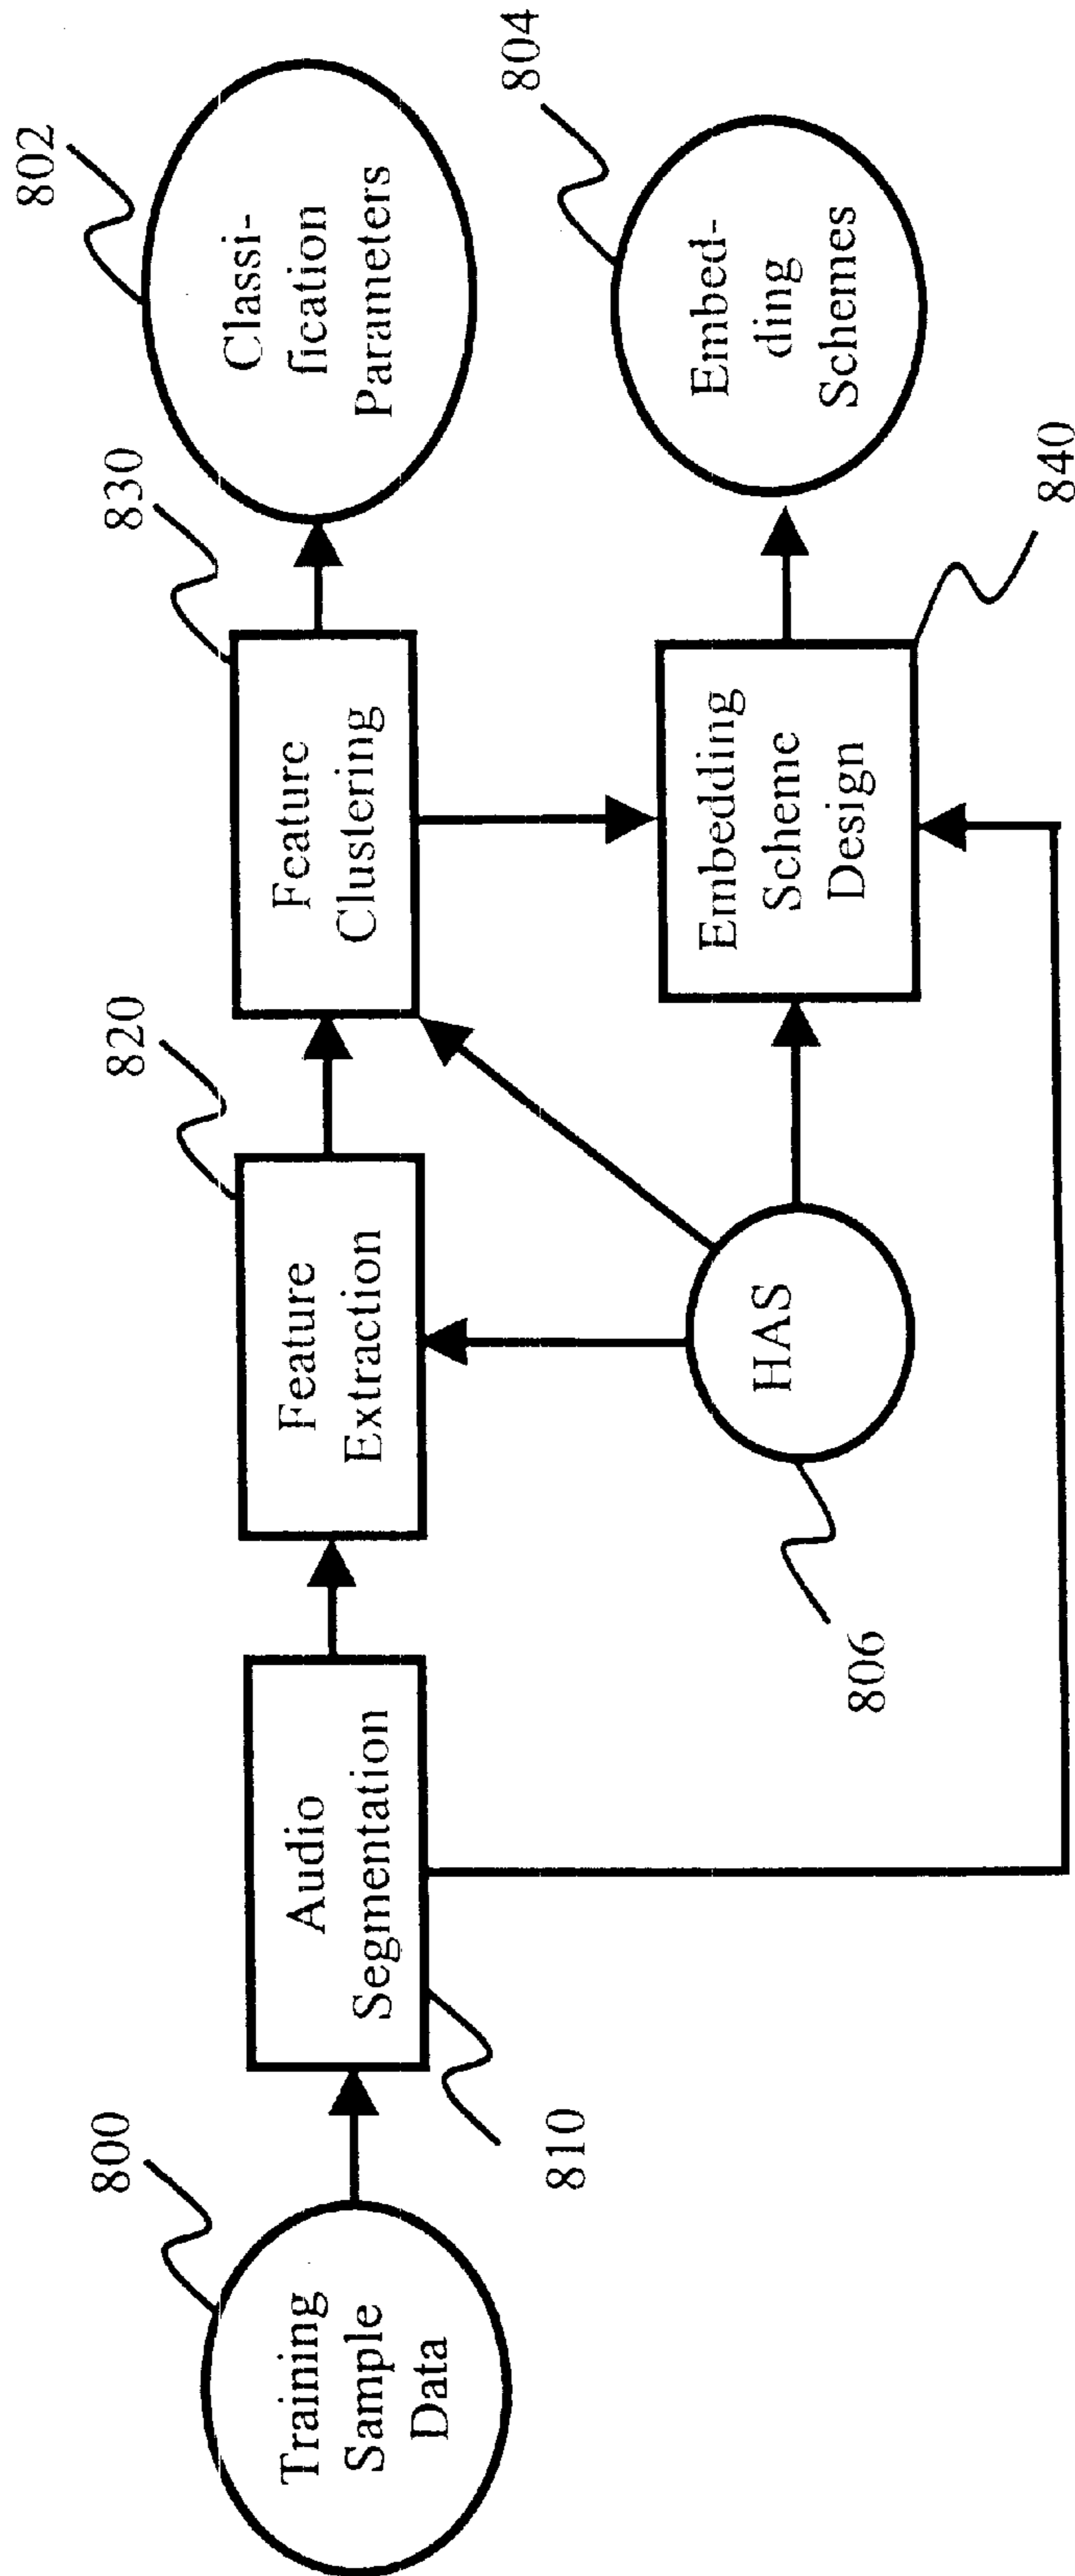 800
Training
Sample
Data
810
Audio
Segmentation
820
Feature
Extraction
830
Feature
Clustering
802
Classi-
fication
Parameters
806
HAS
840
Embedding
Scheme
Design
804
Embed-
ding
Schemes